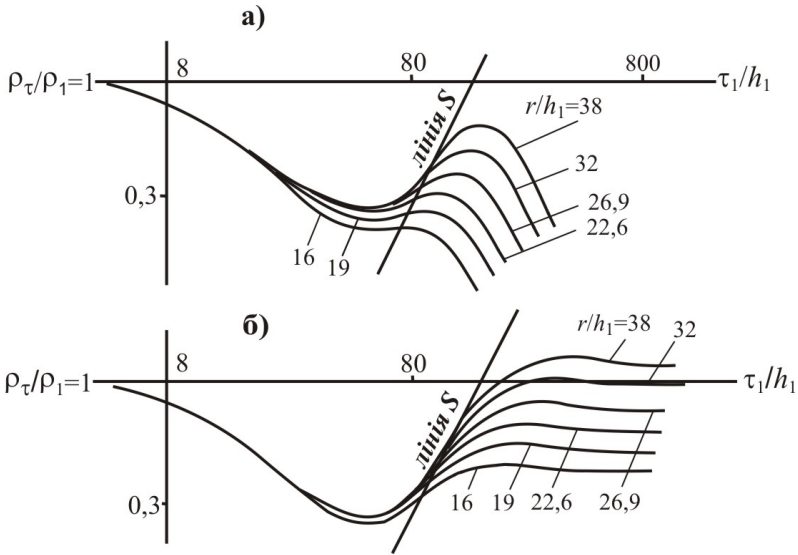 а)
ρτ/ρ1=1
8
80
800
τ1/h1
лінія S
r/h1=38
32
26,9
22,6
0,3
16
19
б)
r/h1=38
32
ρτ/ρ1=1
8
80
τ1/h1
лінія S
0,3
16
19
22,6
26,9